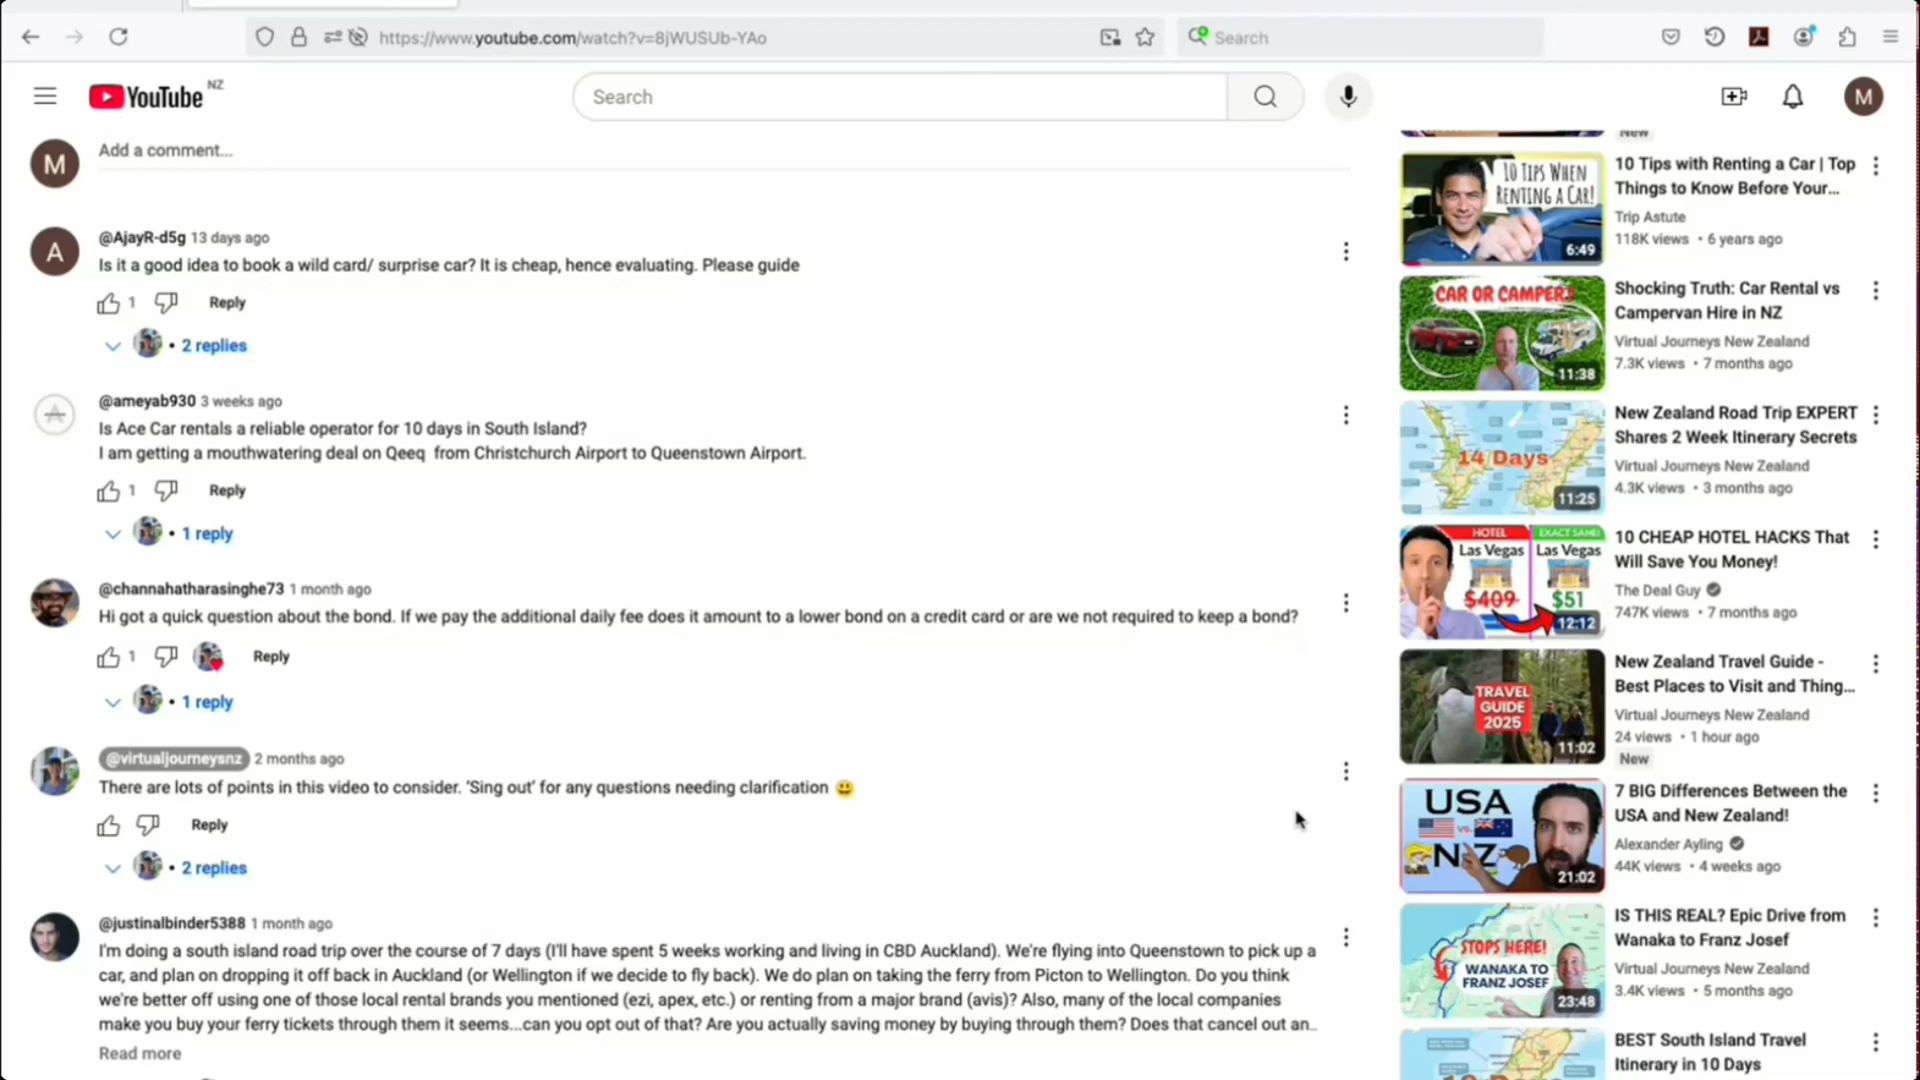 https://www.youtube.com/watch?v=8jWUSUb-YAo
Search
YouTube NZ
Search
M
M
Add a comment...
A
@AjayR-d5g 13 days ago
Is it a good idea to book a wild card/ surprise car? It is cheap, hence evaluating. Please guide
1
Reply
• 2 replies
@ameyab930 3 weeks ago
Is Ace Car rentals a reliable operator for 10 days in South Island?
I am getting a mouthwatering deal on Qeeq from Christchurch Airport to Queenstown Airport.
1
Reply
• 1 reply
@channahatharasinghe73 1 month ago
Hi got a quick question about the bond. If we pay the additional daily fee does it amount to a lower bond on a credit card or are we not required to keep a bond?
1
Reply
• 1 reply
@virtualjourneysnz 2 months ago
There are lots of points in this video to consider. 'Sing out' for any questions needing clarification 😃
Reply
• 2 replies
@justinalbinder5388 1 month ago
I'm doing a south island road trip over the course of 7 days (I'll have spent 5 weeks working and living in CBD Auckland). We're flying into Queenstown to pick up a
car, and plan on dropping it off back in Auckland (or Wellington if we decide to fly back). We do plan on taking the ferry from Picton to Wellington. Do you think
we're better off using one of those local rental brands you mentioned (ezi, apex, etc.) or renting from a major brand (avis)? Also, many of the local companies
make you buy your ferry tickets through them it seems...can you opt out of that? Are you actually saving money by buying through them? Does that cancel out an...
Read more
New
10 TIPS WHEN
RENTING A CAR!
6:49
10 Tips with Renting a Car | Top
Things to Know Before Your...
Trip Astute
118K views • 6 years ago
CAR OR CAMPER?
11:38
Shocking Truth: Car Rental vs
Campervan Hire in NZ
Virtual Journeys New Zealand
7.3K views • 7 months ago
14 Days
11:25
New Zealand Road Trip EXPERT
Shares 2 Week Itinerary Secrets
Virtual Journeys New Zealand
4.3K views • 3 months ago
HOTEL
EXACT SAME!
Las Vegas
Las Vegas
$409
$51
12:12
10 CHEAP HOTEL HACKS That
Will Save You Money!
The Deal Guy
747K views • 7 months ago
TRAVEL
GUIDE
2025
11:02
New Zealand Travel Guide -
Best Places to Visit and Thing...
Virtual Journeys New Zealand
24 views • 1 hour ago
New
USA
vs.
NZ
21:02
7 BIG Differences Between the
USA and New Zealand!
Alexander Ayling
44K views • 4 weeks ago
STOPS HERE!
WANAKA TO
FRANZ JOSEF
23:48
IS THIS REAL? Epic Drive from
Wanaka to Franz Josef
Virtual Journeys New Zealand
3.4K views • 5 months ago
BEST South Island Travel
Itinerary in 10 Days